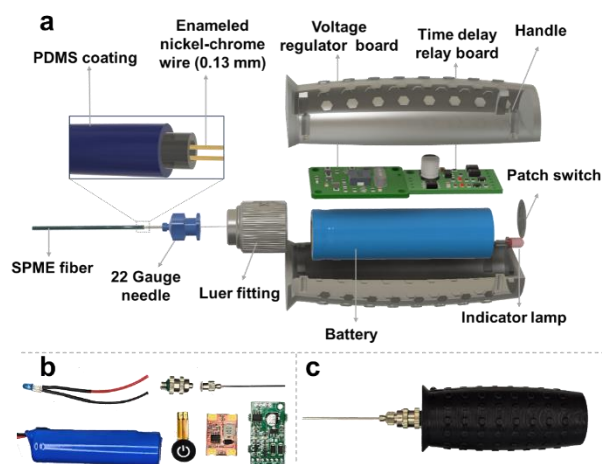 a
Enameled
nickel-chrome
wire (0.13 mm)
PDMS coating
Voltage
regulator board
Time delay
relay board
Handle
Patch switch
SPME fiber
22 Gauge
needle
Luer fitting
Battery
Indicator lamp
b
c